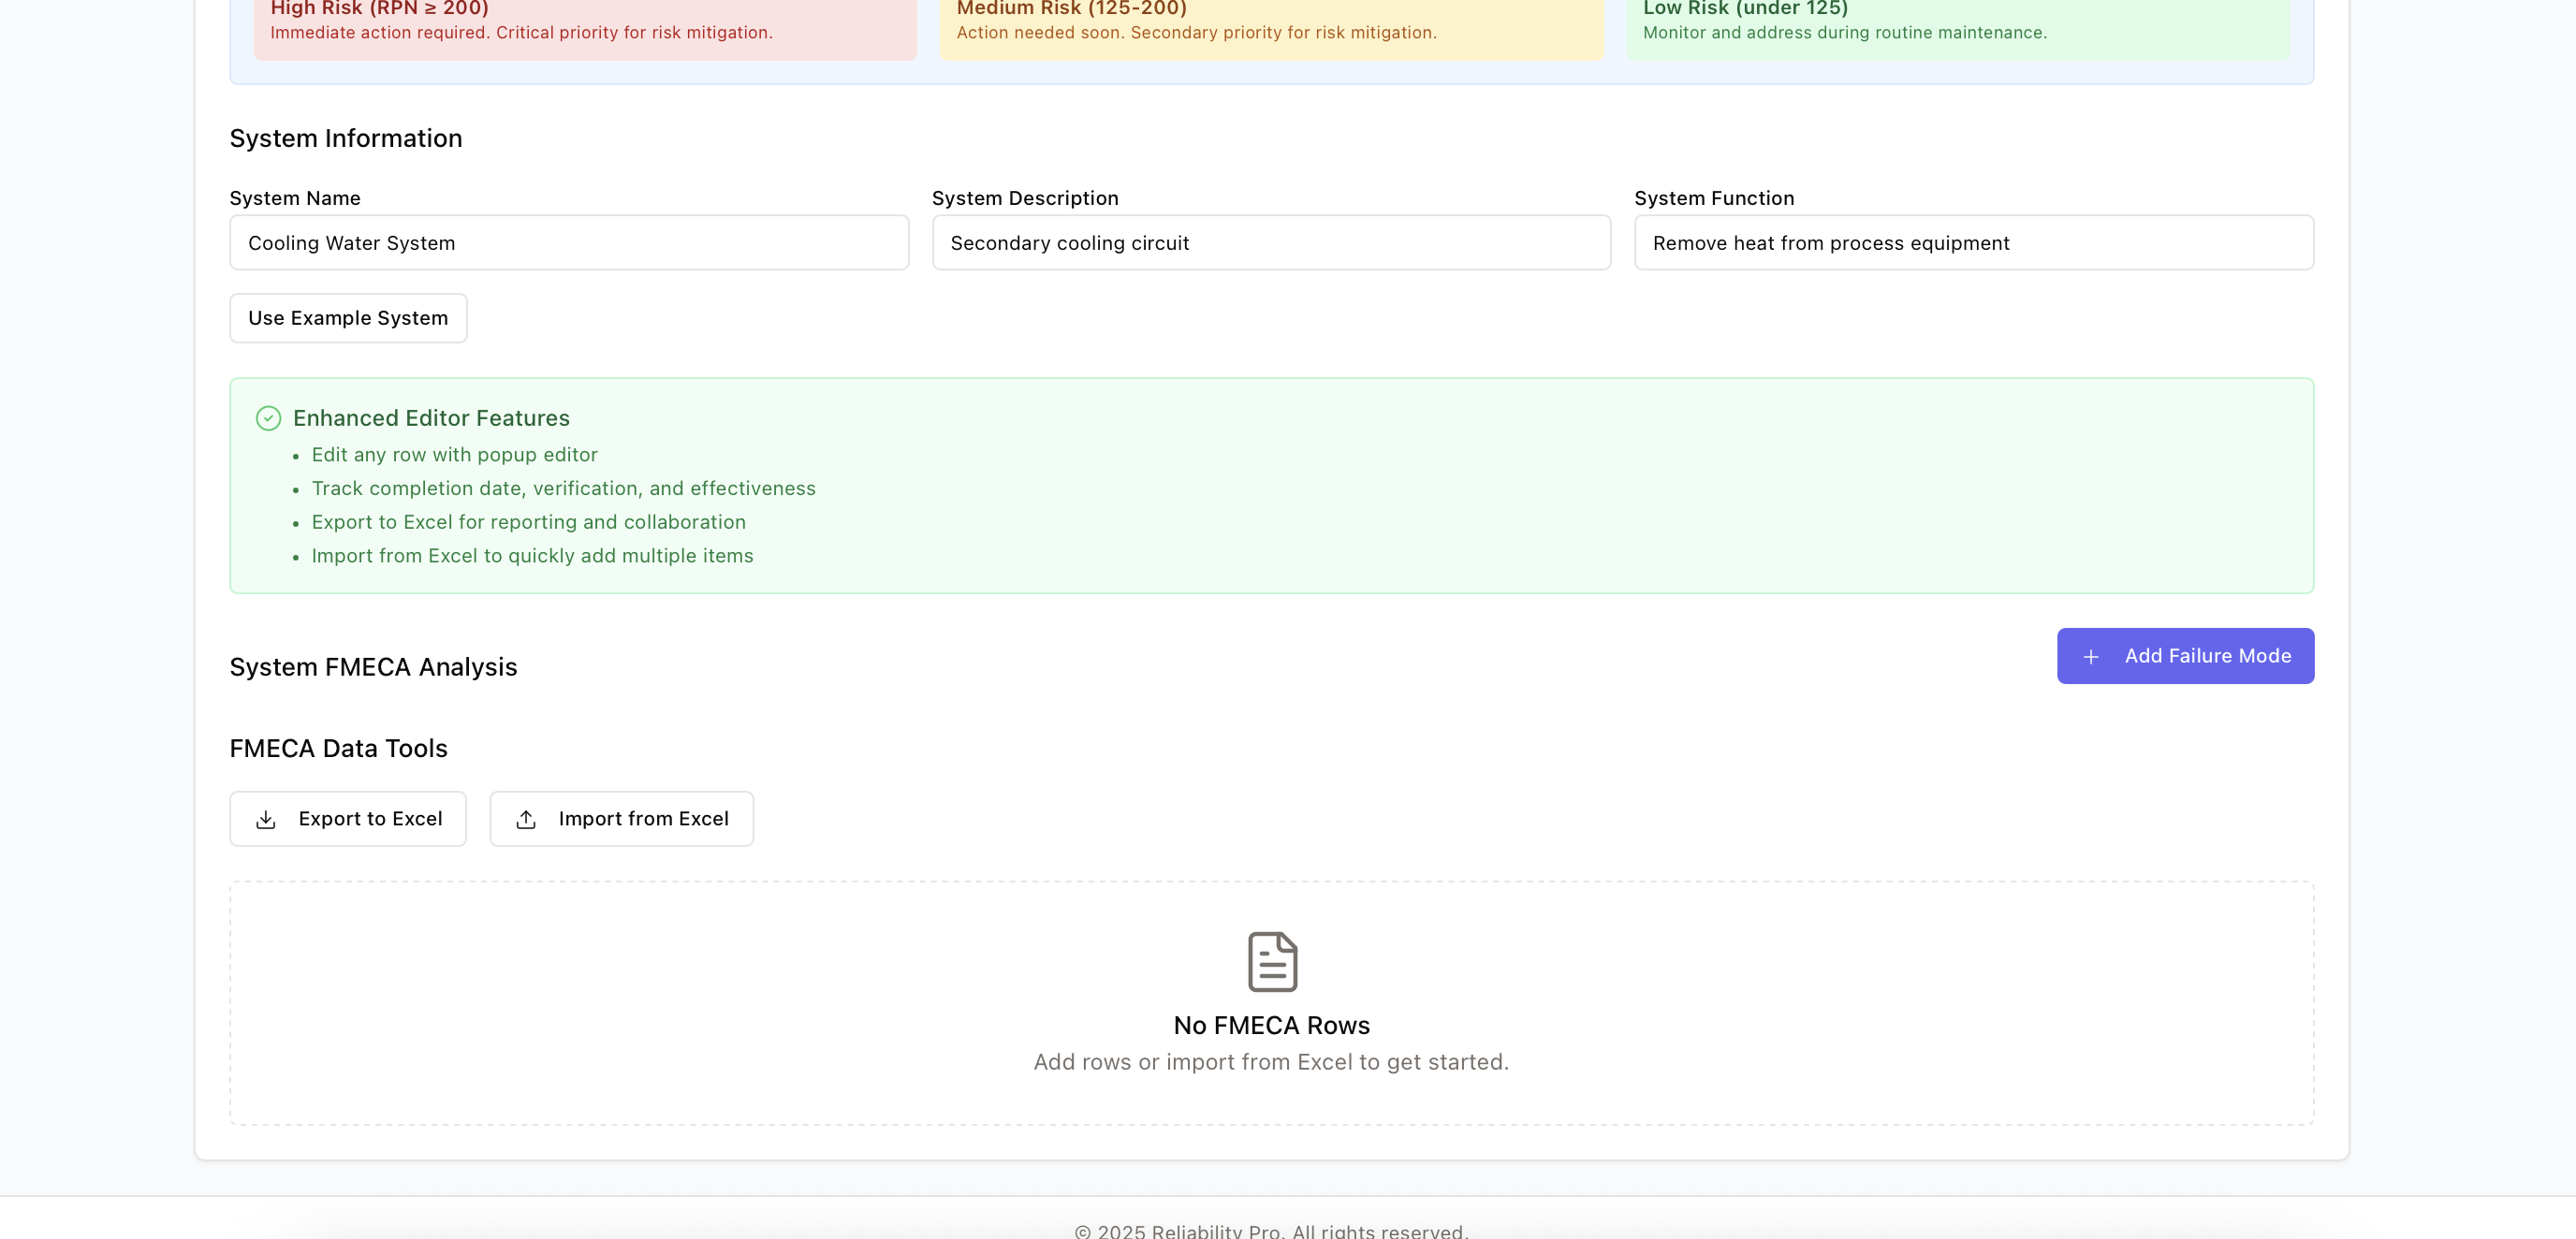 High Risk (RPN ≥ 200)
Immediate action required. Critical priority for risk mitigation.
Medium Risk (125-200)
Action needed soon. Secondary priority for risk mitigation.
Low Risk (under 125)
Monitor and address during routine maintenance.
System Information
System Name
Cooling Water System
System Description
Secondary cooling circuit
System Function
Remove heat from process equipment
Use Example System
Enhanced Editor Features
• Edit any row with popup editor
• Track completion date, verification, and effectiveness
• Export to Excel for reporting and collaboration
• Import from Excel to quickly add multiple items
System FMECA Analysis
+ Add Failure Mode
FMECA Data Tools
Export to Excel
Import from Excel
No FMECA Rows
Add rows or import from Excel to get started.
© 2025 Reliability Pro. All rights reserved.